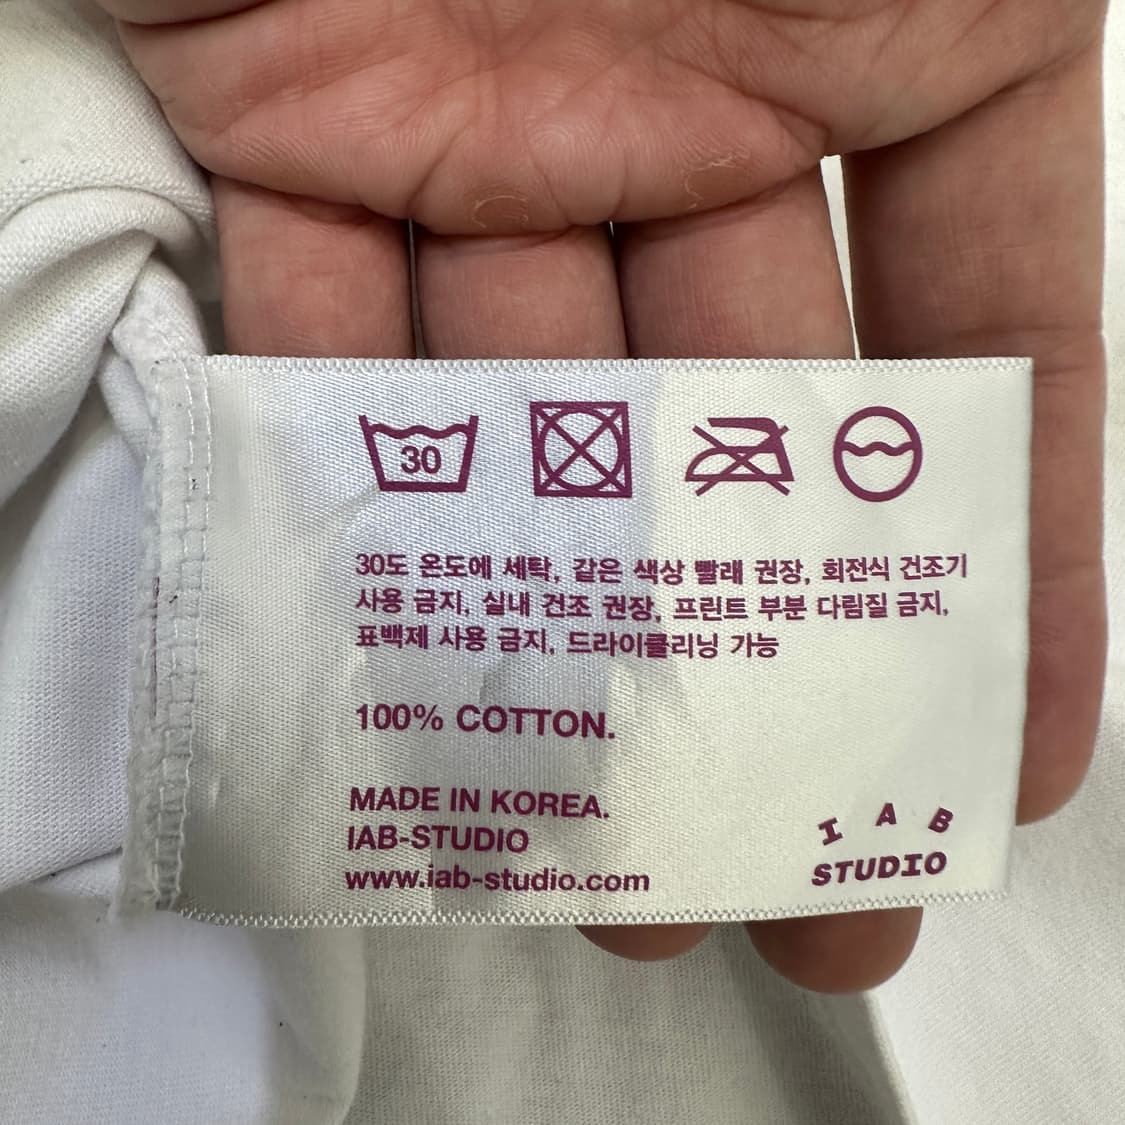 30
30도 온도에 세탁, 같은 색상 빨래 권장, 회전식 건조기
사용 금지, 실내 건조 권장, 프린트 부분 다림질 금지,
표백제 사용 금지, 드라이클리닝 가능
100% COTTON.
MADE IN KOREA.
IAB-STUDIO
www.iab-studio.com
I A B
STUDIO